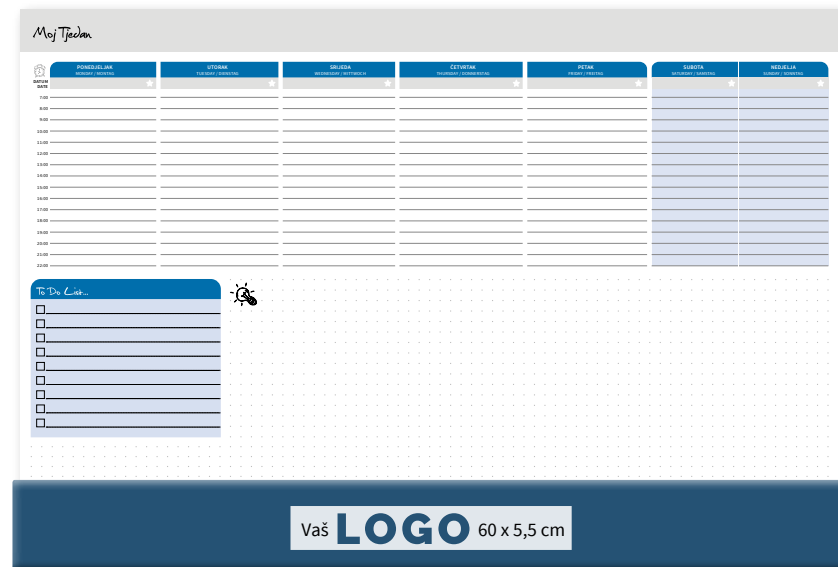 Moj Tjedan
PONEDJELJAK UTORAK SRIJEDA ČETVRTAK PETAK SUBOTA NEDJELJA
MONDAY / MONTAG TUESDAY / DIENSTAG WEDNESDAY / MITTWOCH THURSDAY / DONNERSTAG FRIDAY / FREITAG SATURDAY / SAMSTAG SUNDAY / SONNTAG
DATUM
DATE
7:00
8:00
9:00
10:00
11:00
12:00
13:00
14:00
15:00
16:00
17:00
18:00
19:00
20:00
21:00
22:00
To Do List...
Vaš LOGO 60 x 5,5 cm